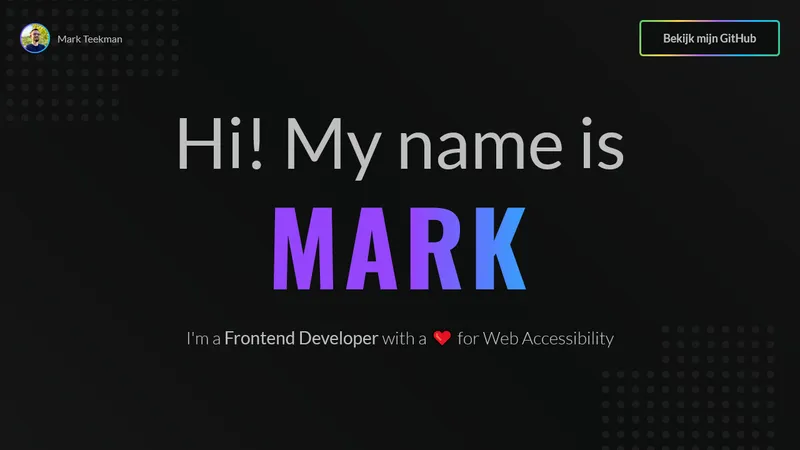 Mark Teekman
Bekijk mijn GitHub
Hi! My name is
MARK
I'm a Frontend Developer with a ❤️ for Web Accessibility